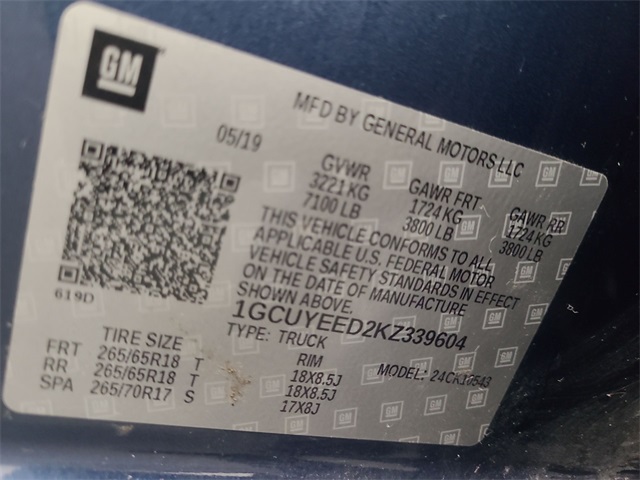 GM
MFD BY GENERAL MOTORS LLC
05/19
GVWR GAWR FRT GAWR RR
3221 KG 1724 KG 1724 KG
7100 LB 3800 LB 3800 LB
THIS VEHICLE CONFORMS TO ALL
APPLICABLE U.S. FEDERAL MOTOR
VEHICLE SAFETY STANDARDS IN EFFECT
ON THE DATE OF MANUFACTURE
SHOWN ABOVE.
619D
1GCUYEED2KZ339604
TYPE: TRUCK
TIRE SIZE RIM MODEL: 24CK10543
FRT 265/65R18 T 18X8.5J
RR 265/65R18 T 18X8.5J
SPA 265/70R17 S 17X8J